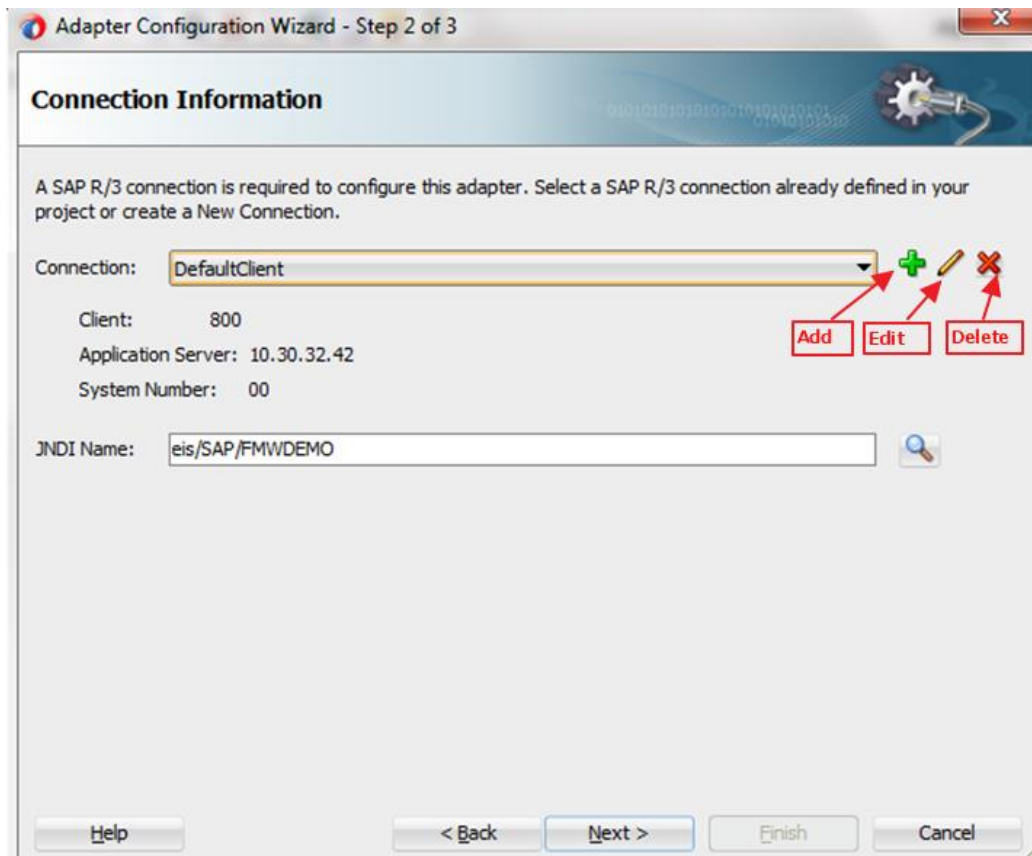 Adapter Configuration Wizard - Step 2 of 3
Connection Information
A SAP R/3 connection is required to configure this adapter. Select a SAP R/3 connection already defined in your
project or create a New Connection.
Connection: DefaultClient
Add Edit Delete
Client: 800
Application Server: 10.30.32.42
System Number: 00
JNDI Name: eis/SAP/FMWDEMO
Help < Back Next > Finish Cancel